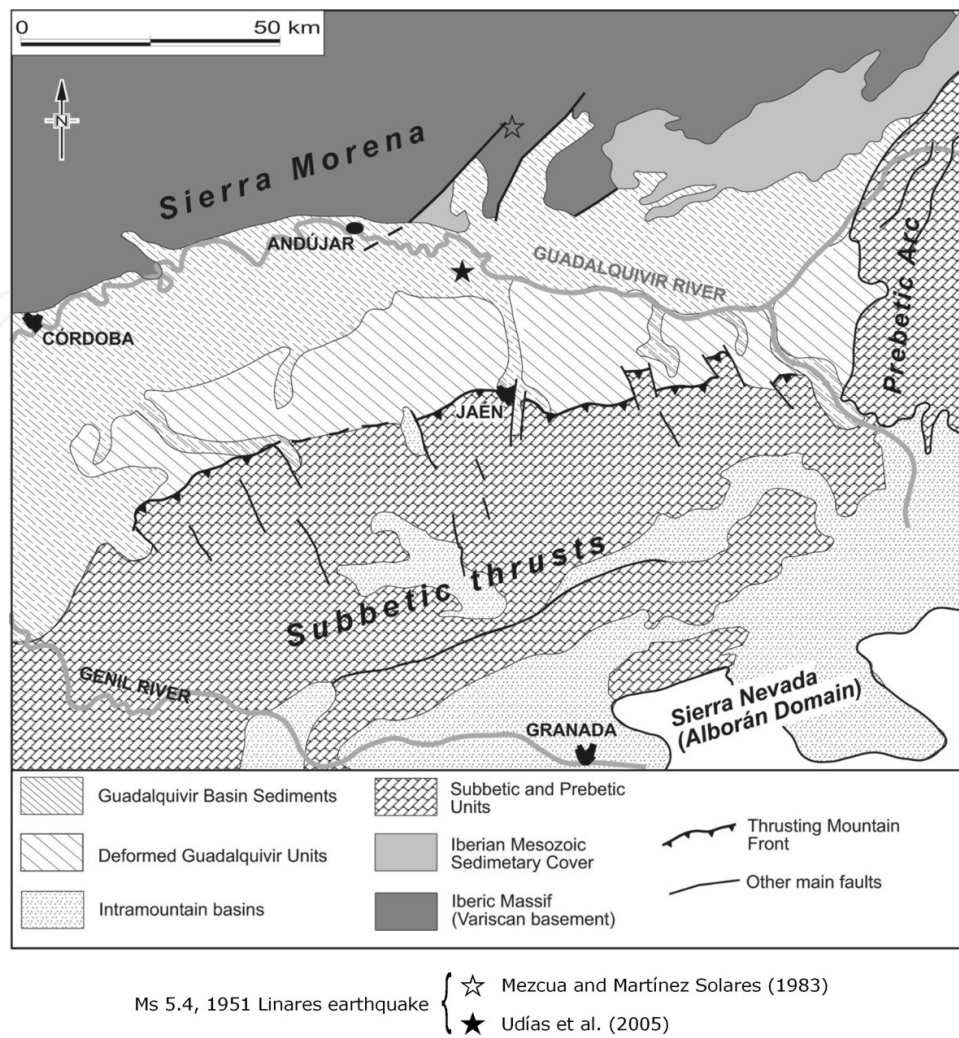 0 50 km
N
Sierra Morena
ANDÚJAR
GUADALQUIVIR RIVER
CÓRDOBA
Prebetic Arc
JAÉN
Subbetic thrusts
GENIL RIVER
Sierra Nevada
(Alborán Domain)
GRANADA
Guadalquivir Basin Sediments
Deformed Guadalquivir Units
Intramountain basins
Subbetic and Prebetic
Units
Iberian Mesozoic
Sedimetary Cover
Iberic Massif
(Variscan basement)
Thrusting Mountain
Front
Other main faults
Ms 5.4, 1951 Linares earthquake
Mezcua and Martínez Solares (1983)
Udías et al. (2005)